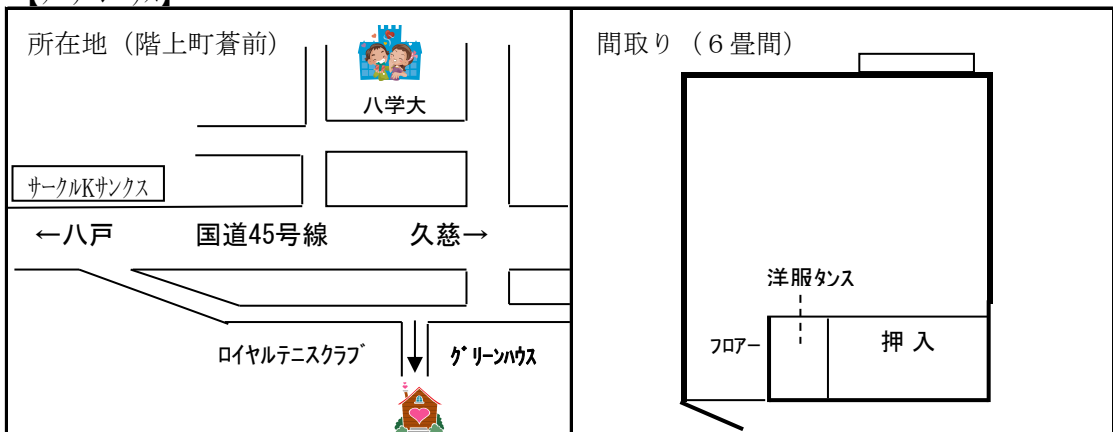 所在地（階上町蒼前）
八学大
ｻｰｸﾙKｻﾝｸｽ
←八戸　国道45号線　久慈→
ﾛｲﾔﾙﾃﾆｽｸﾗﾌﾞ
ｸﾞﾘｰﾝﾊｳｽ
間取り（６畳間）
洋服ﾀﾝｽ
ﾌﾛｱｰ
押 入